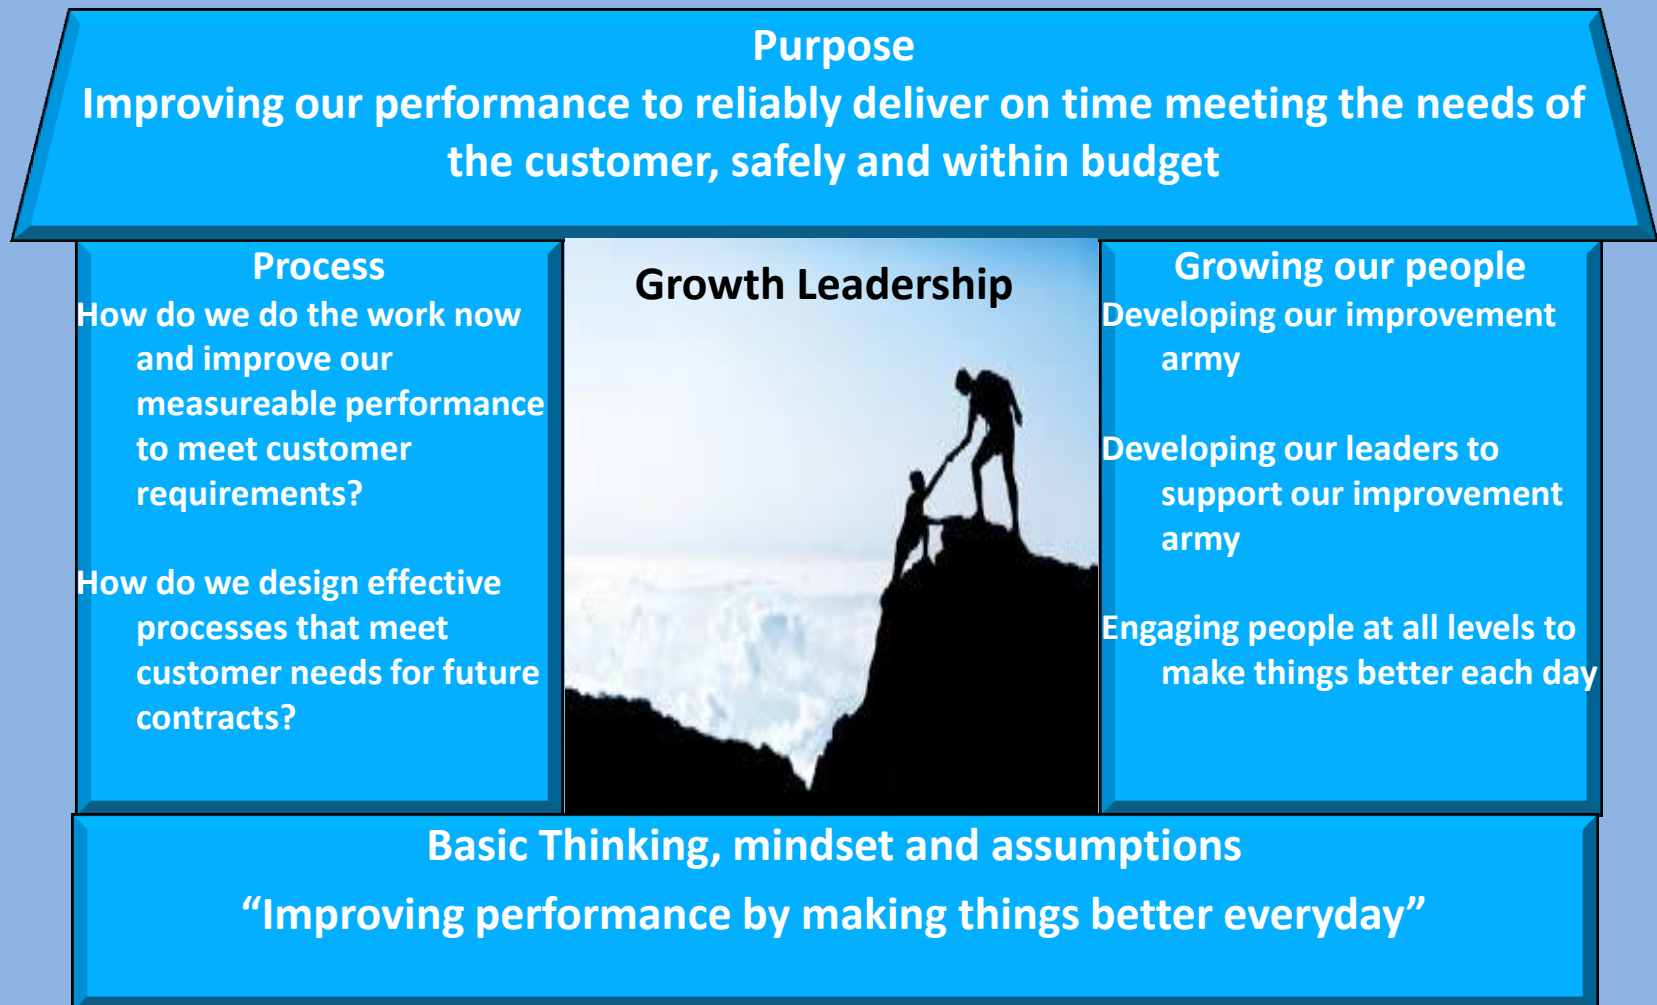 Purpose
Improving our performance to reliably deliver on time meeting the needs of
the customer, safely and within budget
Process
How do we do the work now
and improve our
measureable performance
to meet customer
requirements?
How do we design effective
processes that meet
customer needs for future
contracts?
Growth Leadership
Growing our people
Developing our improvement
army
Developing our leaders to
support our improvement
army
Engaging people at all levels to
make things better each day
Basic Thinking, mindset and assumptions
“Improving performance by making things better everyday”